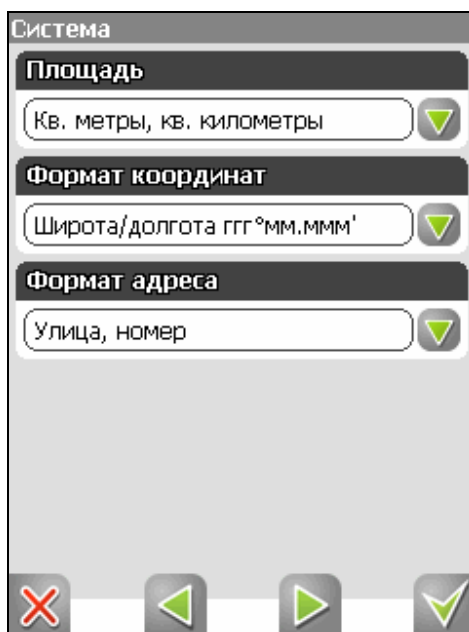 Система
Площадь
Кв. метры, кв. километры
Формат координат
Широта/долгота ггг°мм.ммм'
Формат адреса
Улица, номер